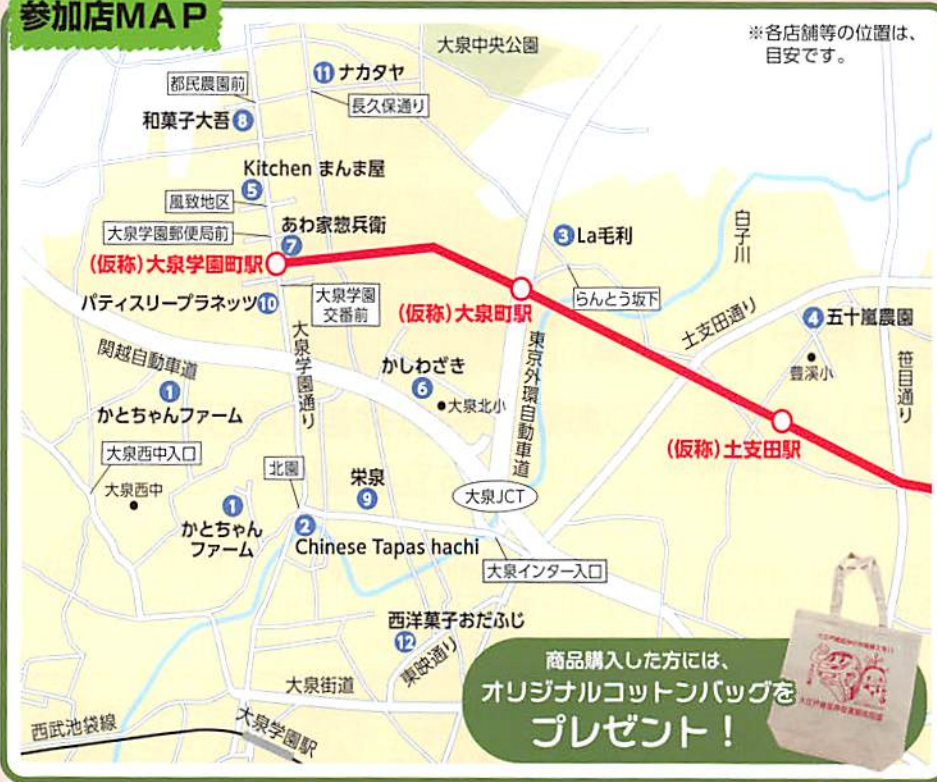 参加店MAP
※各店舗等の位置は、
目安です。
大泉中央公園
⑪ナカタヤ
都民農園前
長久保通り
和菓子大吾⑧
Kitchen まんま屋
⑤
風致地区
あわ家惣兵衛
大泉学園郵便局前
⑦
③La毛利
白子川
(仮称)大泉学園町駅
パティスリープラネッツ⑩
大泉学園
交番前
(仮称)大泉町駅
らんとう坂下
土支田通り
④五十嵐農園
豊溪小
笹目通り
関越自動車道
大泉学園通り
かしわざき
⑥
大泉北小
東京外環自動車道
①
かとちゃんファーム
(仮称)土支田駅
大泉西中入口
大泉西中
北園
栄泉
⑨
大泉JCT
①
かとちゃん
ファーム
②
Chinese Tapas hachi
大泉インター入口
西洋菓子おだふじ
⑫
東映通り
大泉街道
西武池袋線
大泉学園駅
商品購入した方には、
オリジナルコットンバッグを
プレゼント！